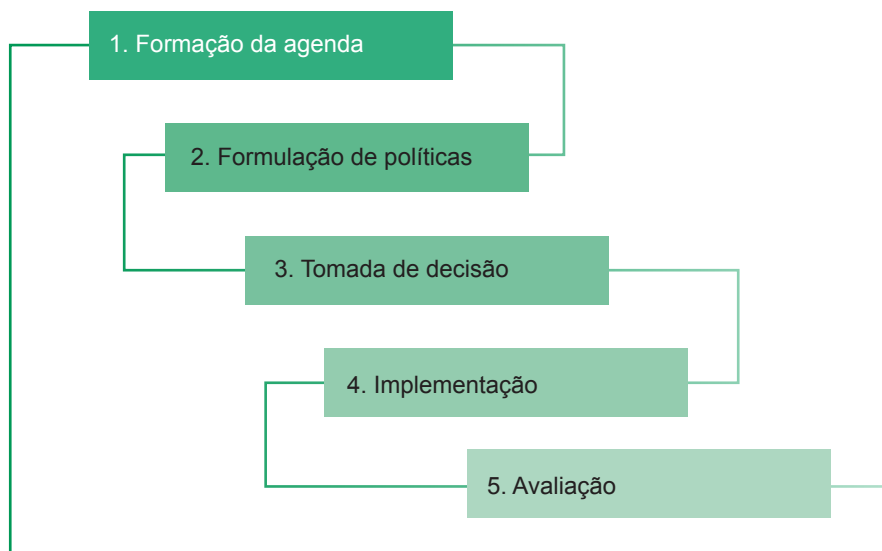 1. Formação da agenda
2. Formulação de políticas
3. Tomada de decisão
4. Implementação
5. Avaliação